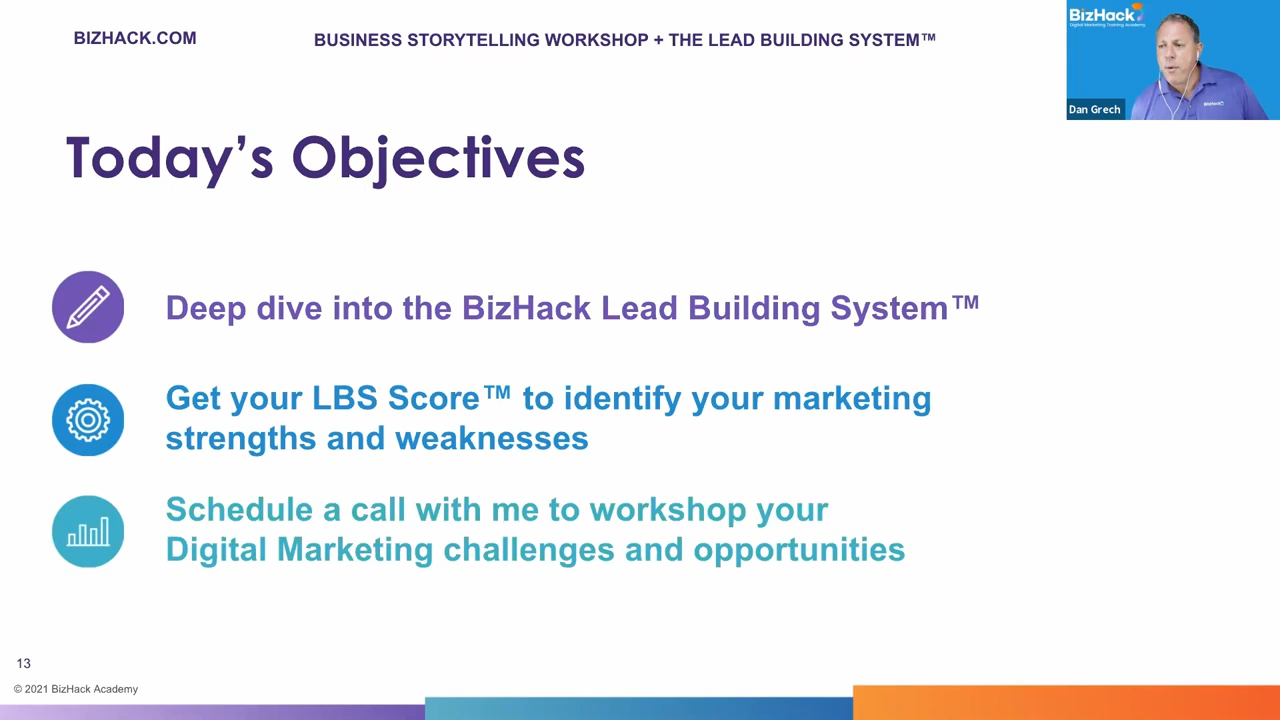 BIZHACK.COM
BUSINESS STORYTELLING WORKSHOP + THE LEAD BUILDING SYSTEM™
BizHack
Digital Marketing Training Academy
Dan Grech
BizHack
Today's Objectives
Deep dive into the BizHack Lead Building System™
Get your LBS Score™ to identify your marketing
strengths and weaknesses
Schedule a call with me to workshop your
Digital Marketing challenges and opportunities
13
© 2021 BizHack Academy